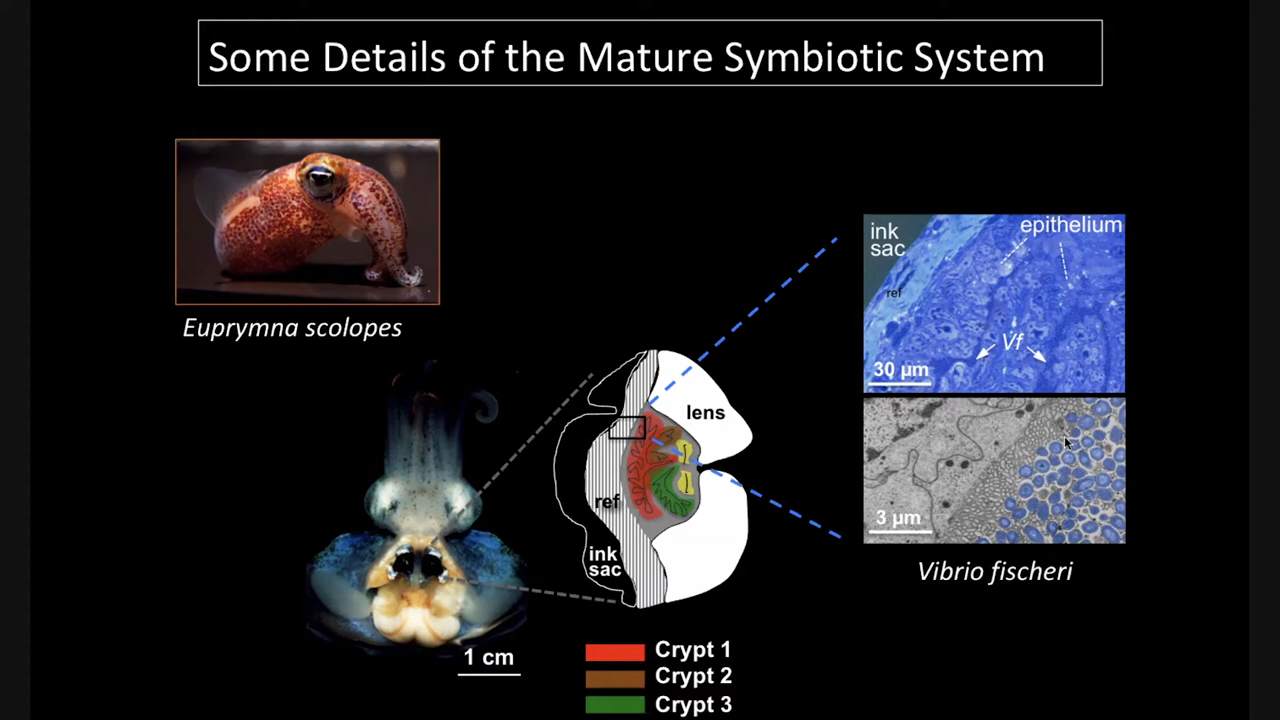 Some Details of the Mature Symbiotic System
Euprymna scolopes
1 cm
lens
ref
ink
sac
Crypt 1
Crypt 2
Crypt 3
ink
sac
epithelium
ref
Vf
30 µm
3 µm
Vibrio fischeri